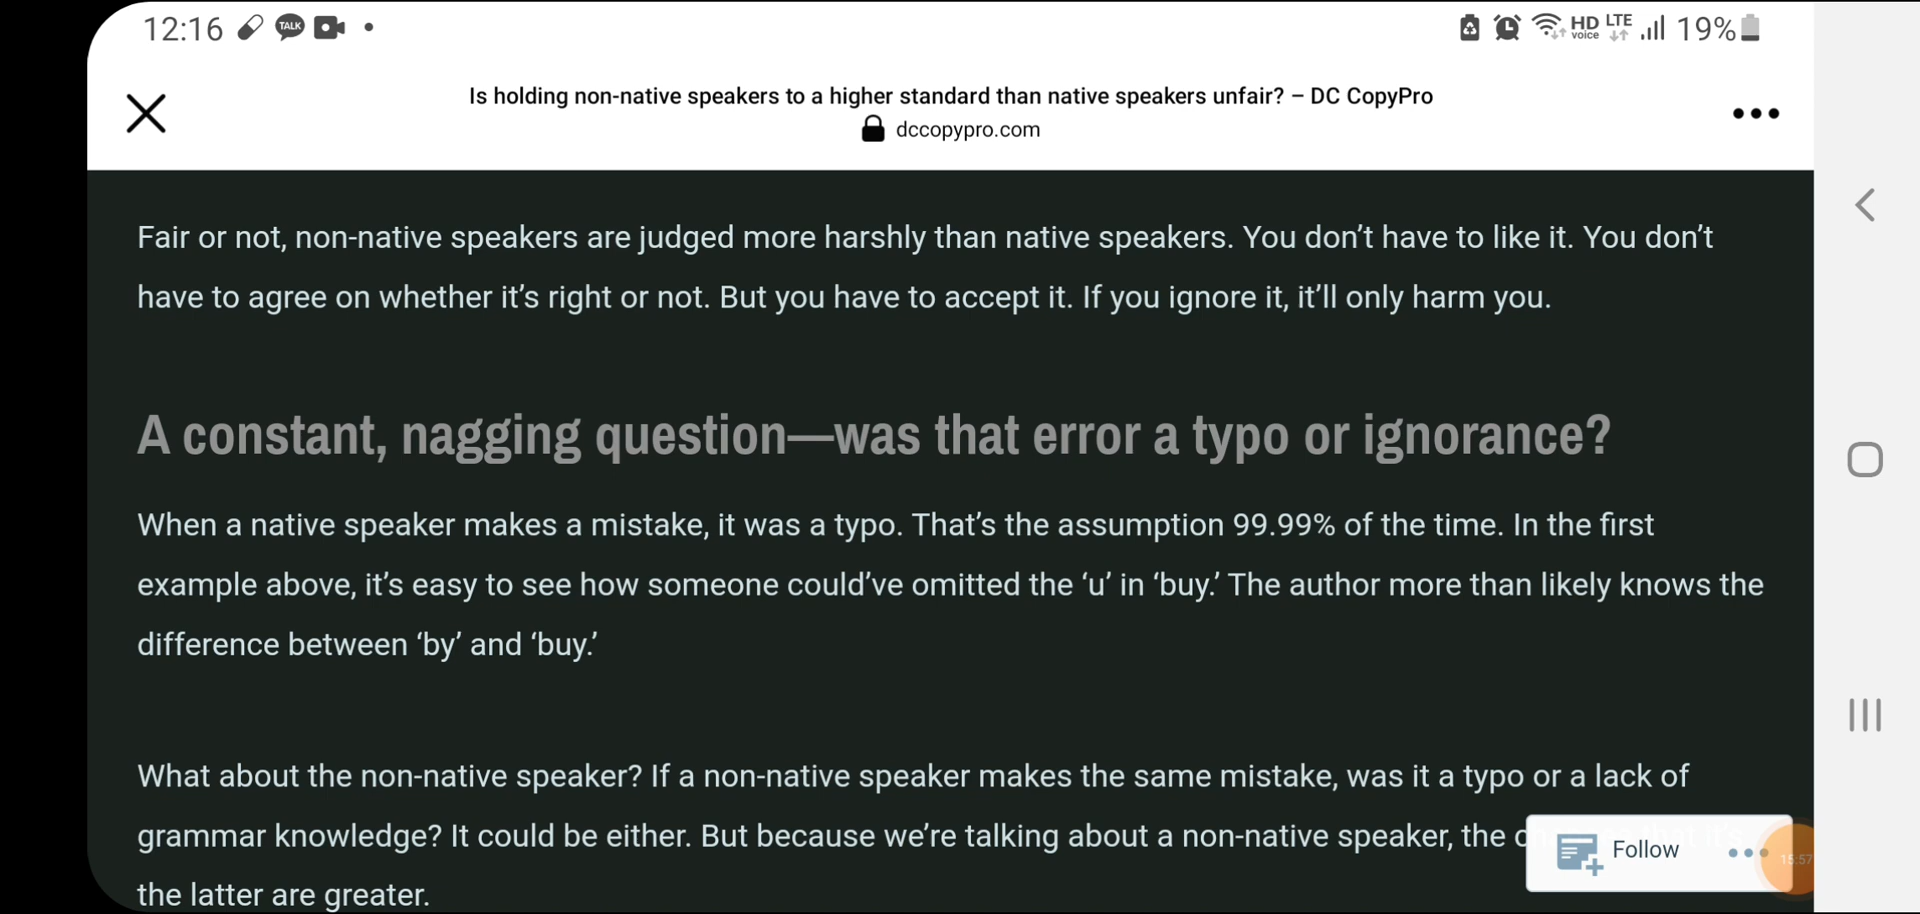 12:16 TALK HD voice LTE 19%
Is holding non-native speakers to a higher standard than native speakers unfair? – DC CopyPro
dccopypro.com
Fair or not, non-native speakers are judged more harshly than native speakers. You don’t have to like it. You don’t
have to agree on whether it’s right or not. But you have to accept it. If you ignore it, it’ll only harm you.
A constant, nagging question—was that error a typo or ignorance?
When a native speaker makes a mistake, it was a typo. That’s the assumption 99.99% of the time. In the first
example above, it’s easy to see how someone could’ve omitted the ‘u’ in ‘buy.’ The author more than likely knows the
difference between ‘by’ and ‘buy.’
What about the non-native speaker? If a non-native speaker makes the same mistake, was it a typo or a lack of
grammar knowledge? It could be either. But because we’re talking about a non-native speaker, the that it’s
the latter are greater.
Follow
15:57